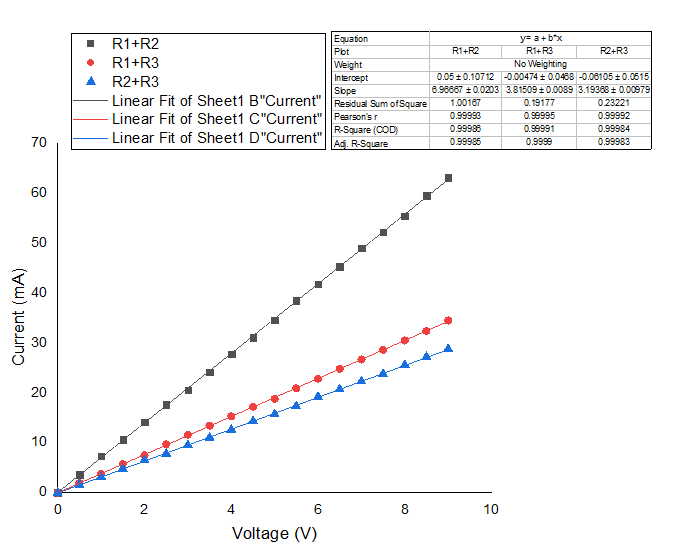 R1+R2
R1+R3
R2+R3
Linear Fit of Sheet1 B"Current"
Linear Fit of Sheet1 C"Current"
Linear Fit of Sheet1 D"Current"
Equation y = a + b*x
Plot R1+R2 R1+R3 R2+R3
Weight No Weighting
Intercept 0.05 ± 0.10712 -0.00474 ± 0.0468 -0.06105 ± 0.0515
Slope 6.96667 ± 0.0203 3.81509 ± 0.0089 3.19368 ± 0.00979
Residual Sum of Square 1.00167 0.19177 0.23221
Pearson's r 0.99993 0.99995 0.99992
R-Square (COD) 0.99986 0.99991 0.99984
Adj. R-Square 0.99985 0.9999 0.99983
70
60
50
40
30
20
10
0
Current (mA)
0 2 4 6 8 10
Voltage (V)